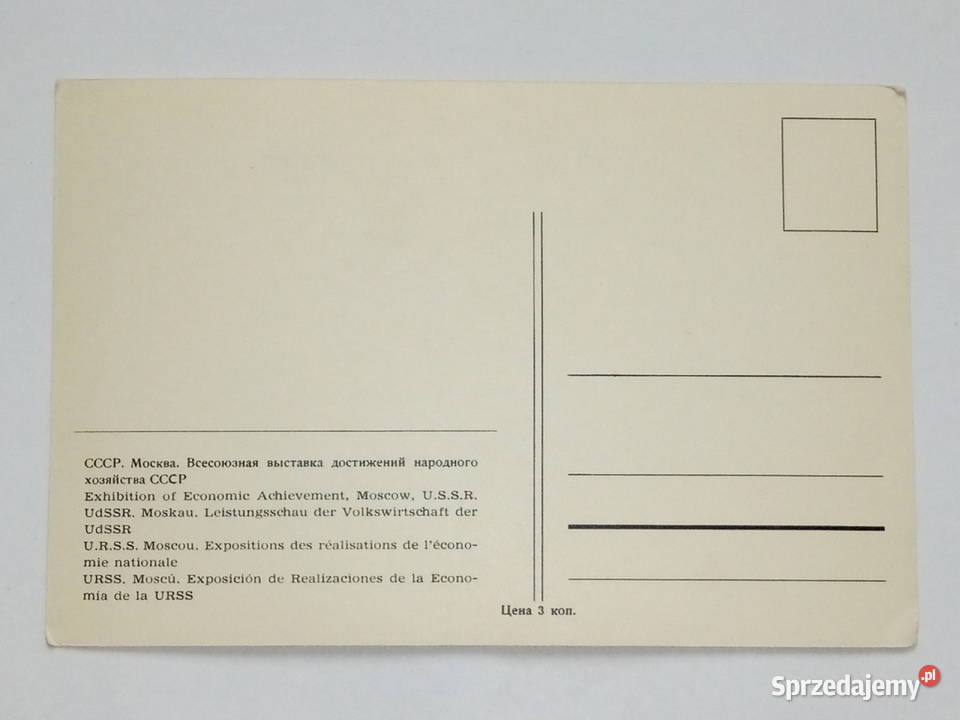 СССР. Москва. Всесоюзная выставка достижений народного
хозяйства СССР
Exhibition of Economic Achievement, Moscow, U.S.S.R.
UdSSR. Moskau. Leistungsschau der Volkswirtschaft der
UdSSR
U.R.S.S. Moscou. Expositions des réalisations de l'écono-
mie nationale
URSS. Moscú. Exposición de Realizaciones de la Econo-
mía de la URSS
Цена 3 коп.
Sprzedajemy.pl